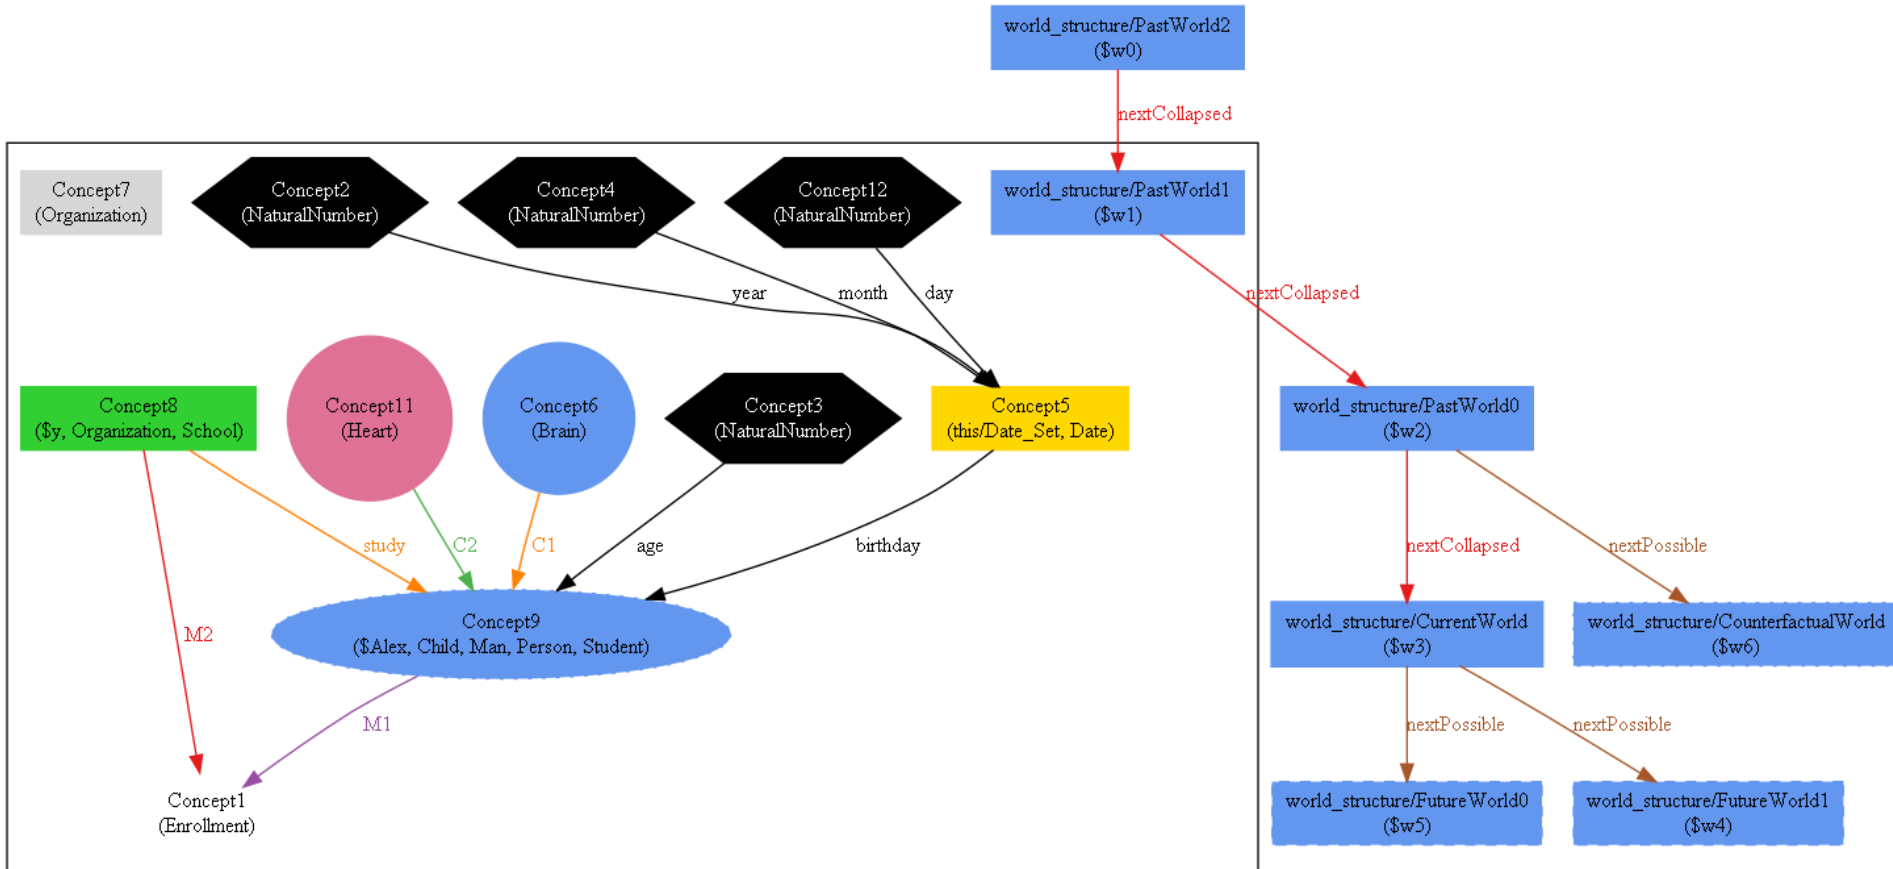 world_structure/PastWorld2
($w0)
nextCollapsed
Concept7
(Organization)
Concept2
(NaturalNumber)
Concept4
(NaturalNumber)
Concept12
(NaturalNumber)
world_structure/PastWorld1
($w1)
year
month
day
nextCollapsed
Concept8
($y, Organization, School)
Concept11
(Heart)
Concept6
(Brain)
Concept3
(NaturalNumber)
Concept5
(this/Date_Set, Date)
world_structure/PastWorld0
($w2)
study
C2
C1
age
birthday
nextCollapsed
nextPossible
Concept9
($Alex, Child, Man, Person, Student)
world_structure/CurrentWorld
($w3)
world_structure/CounterfactualWorld
($w6)
M2
M1
nextPossible
nextPossible
Concept1
(Enrollment)
world_structure/FutureWorld0
($w5)
world_structure/FutureWorld1
($w4)